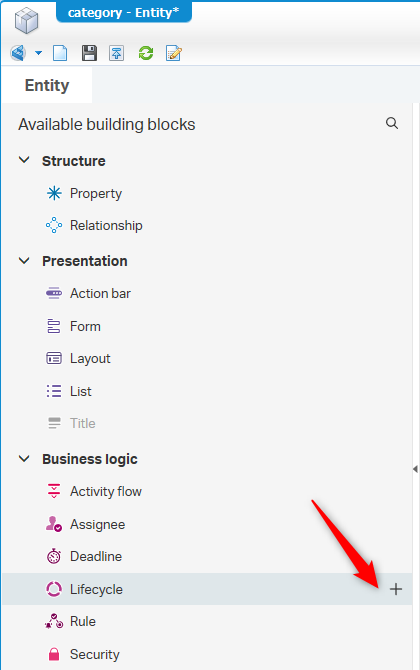 category - Entity*
Entity
Available building blocks
Structure
Property
Relationship
Presentation
Action bar
Form
Layout
List
Title
Business logic
Activity flow
Assignee
Deadline
Lifecycle
Rule
Security